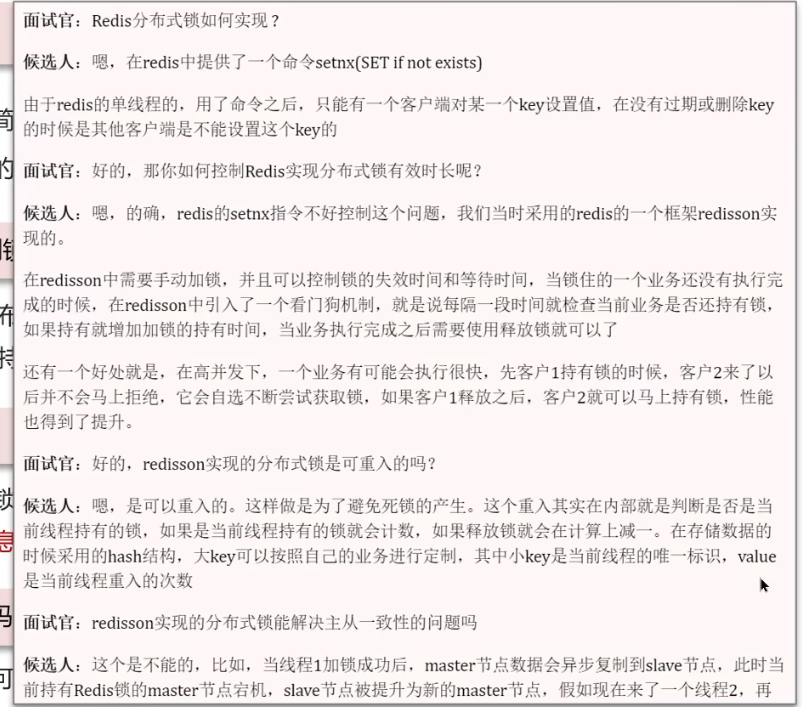 面试官：Redis分布式锁如何实现？
候选人：嗯，在redis中提供了一个命令setnx(SET if not exists)
由于redis的单线程的，用了命令之后，只能有一个客户端对某一个key设置值，在没有过期或删除key
的时候是其他客户端是不能设置这个key的
面试官：好的，那你如何控制Redis实现分布式锁有效时长呢？
候选人：嗯，的确，redis的setnx指令不好控制这个问题，我们当时采用的redis的一个框架redisson实
现的。
在redisson中需要手动加锁，并且可以控制锁的失效时间和等待时间，当锁住的一个业务还没有执行完
成的时候，在redisson中引入了一个看门狗机制，就是说每隔一段时间就检查当前业务是否还持有锁，
如果持有就增加加锁的持有时间，当业务执行完成之后需要使用释放锁就可以了
还有一个好处就是，在高并发下，一个业务有可能会执行很快，先客户1持有锁的时候，客户2来了以
后并不会马上拒绝，它会自选不断尝试获取锁，如果客户1释放之后，客户2就可以马上持有锁，性能
也得到了提升。
面试官：好的，redisson实现的分布式锁是可重入的吗？
候选人：嗯，是可以重入的。这样做是为了避免死锁的产生。这个重入其实在内部就是判断是否是当
前线程持有的锁，如果是当前线程持有的锁就会计数，如果释放锁就会在计算上减一。在存储数据的
时候采用的hash结构，大key可以按照自己的业务进行定制，其中小key是当前线程的唯一标识，value
是当前线程重入的次数
面试官：redisson实现的分布式锁能解决主从一致性的问题吗
候选人：这个是不能的，比如，当线程1加锁成功后，master节点数据会异步复制到slave节点，此时当
前持有Redis锁的master节点宕机，slave节点被提升为新的master节点，假如现在来了一个线程2，再